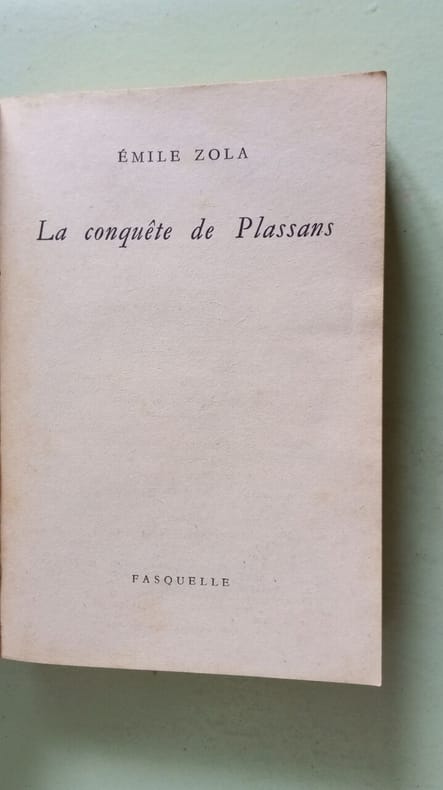 ÉMILE ZOLA
La conquête de Plassans
FASQUELLE